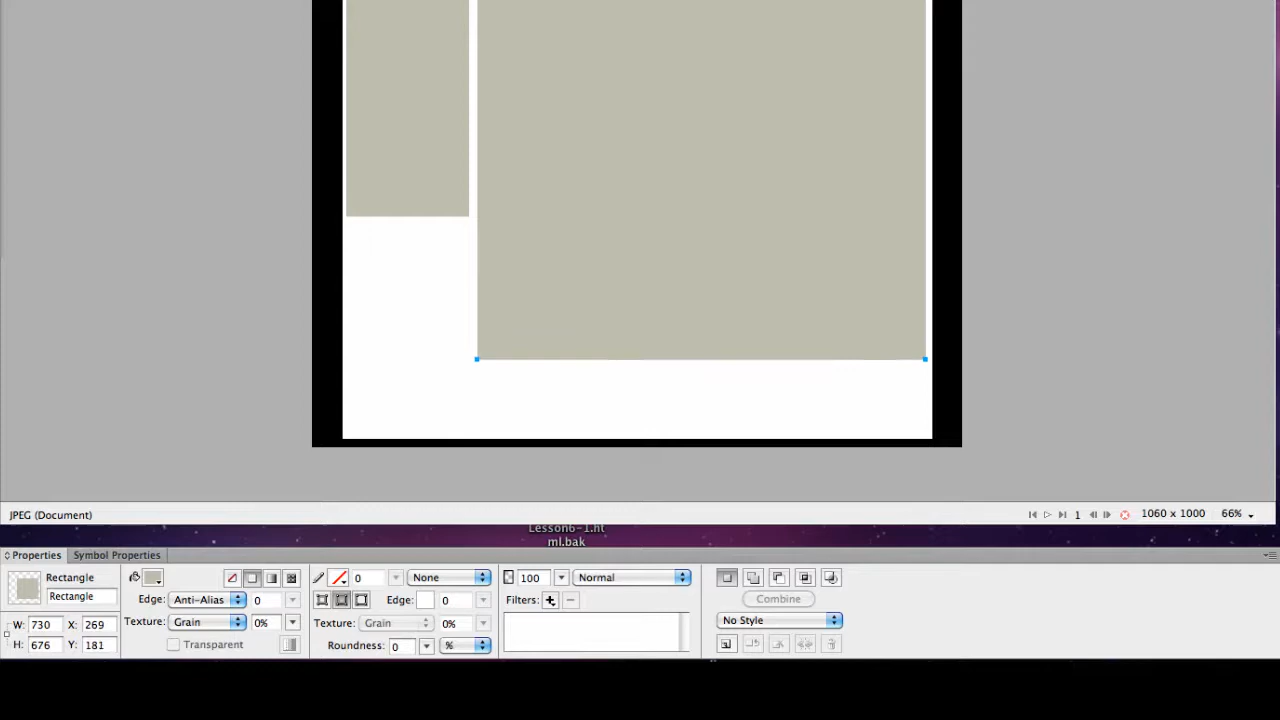 JPEG (Document)
1 1060 x 1000 66%
Lesson6-1.ht
ml.bak
Properties Symbol Properties
Rectangle 0 None 100 Normal
Rectangle Edge: Anti-Alias 0 Edge: 0 Filters: Combine
W: 730 X: 269 Texture: Grain 0% Texture: Grain 0% No Style
H: 676 Y: 181 Transparent Roundness: 0 %